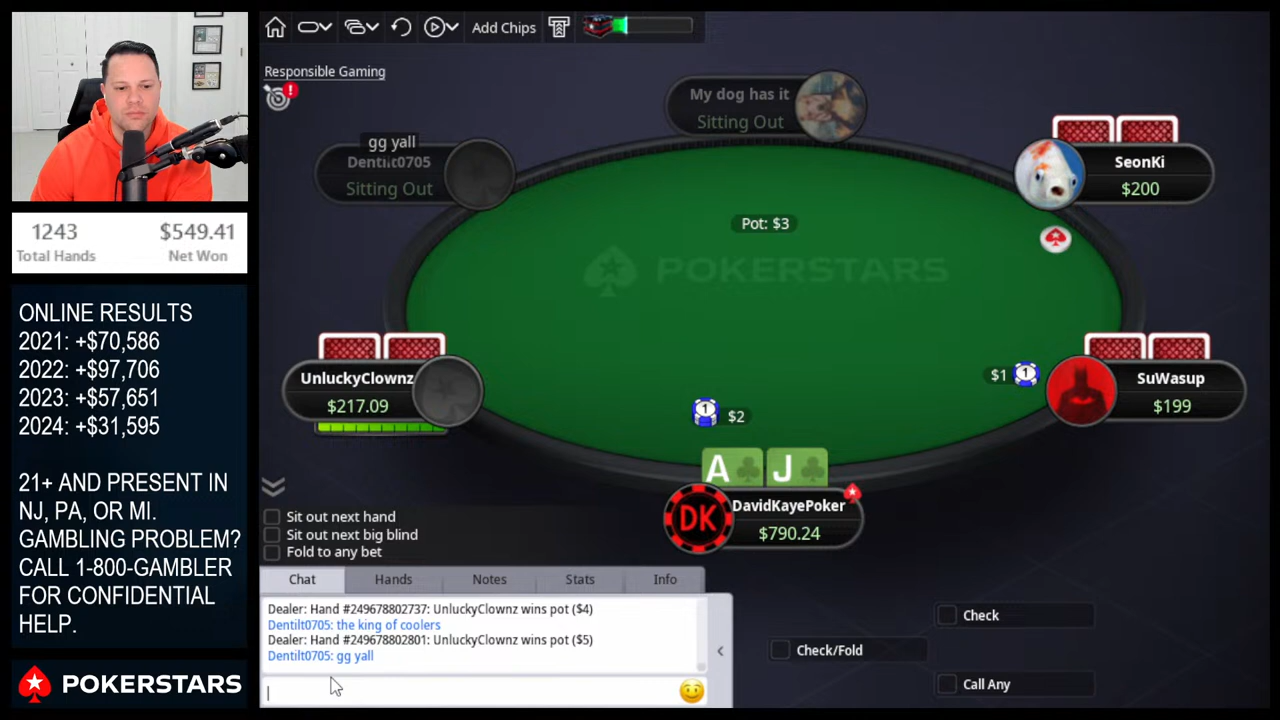 Add Chips
Responsible Gaming
My dog has it
Sitting Out
gg yall
Dentilt0705
Sitting Out
SeonKi
$200
1243
Total Hands
$549.41
Net Won
Pot: $3
POKERSTARS
ONLINE RESULTS
2021: +$70,586
2022: +$97,706
2023: +$57,651
2024: +$31,595
UnluckyClownz
$217.09
$1
1
SuWasup
$199
1
$2
A J
DK
DavidKayePoker
$790.24
21+ AND PRESENT IN
NJ, PA, OR MI.
GAMBLING PROBLEM?
CALL 1-800-GAMBLER
FOR CONFIDENTIAL
HELP.
Sit out next hand
Sit out next big blind
Fold to any bet
Chat
Hands
Notes
Stats
Info
Dealer: Hand #249678802737: UnluckyClownz wins pot ($4)
Dentilt0705: the king of coolers
Dealer: Hand #249678802801: UnluckyClownz wins pot ($5)
Dentilt0705: gg yall
Check
Check/Fold
Call Any
POKERSTARS